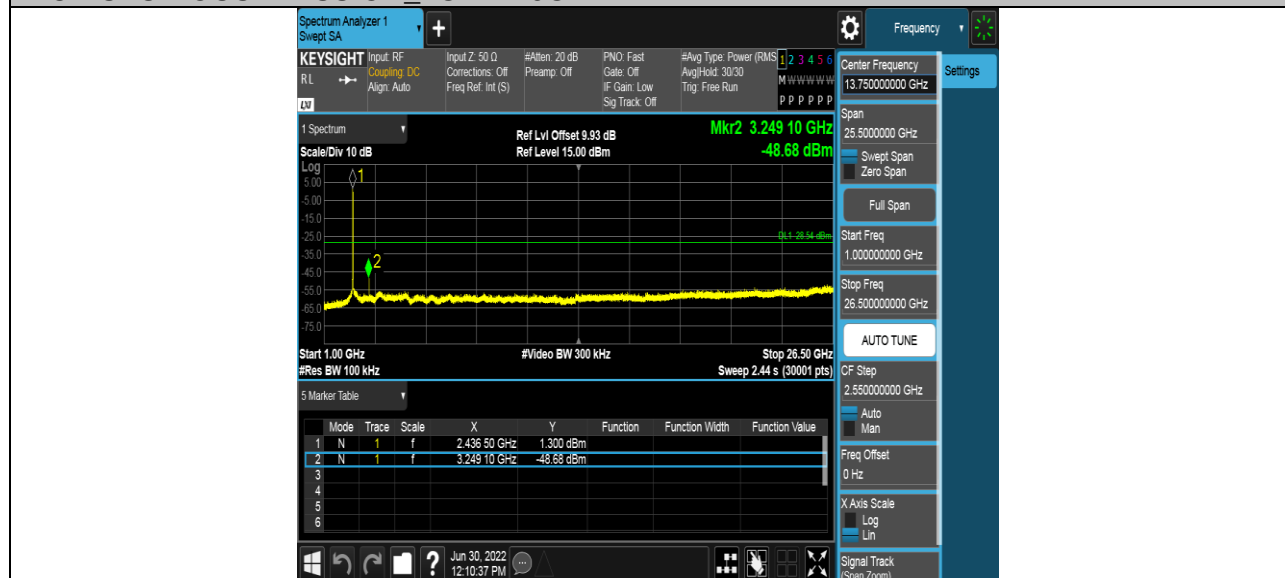 Spectrum Analyzer 1
Swept SA
+
Frequency
KEYSIGHT
RL
LXI
Input: RF
Coupling: DC
Align: Auto
Input Z: 50 Ω
Corrections: Off
Freq Ref: Int (S)
#Atten: 20 dB
Preamp: Off
PNO: Fast
Gate: Off
IF Gain: Low
Sig Track: Off
#Avg Type: Power (RMS
Avg|Hold: 30/30
Trig: Free Run
1 2 3 4 5 6
M W W W W W
P P P P P P
1 Spectrum
Scale/Div 10 dB
Ref Lvl Offset 9.93 dB
Ref Level 15.00 dBm
Mkr2 3.249 10 GHz
-48.68 dBm
Log
5.00
-5.00
-15.0
-25.0
-35.0
-45.0
-55.0
-65.0
-75.0
1
2
DL1 -28.54 dBm
Start 1.00 GHz
#Res BW 100 kHz
#Video BW 300 kHz
Stop 26.50 GHz
Sweep 2.44 s (30001 pts)
5 Marker Table
Mode Trace Scale X Y Function Function Width Function Value
1 N 1 f 2.436 50 GHz 1.300 dBm
2 N 1 f 3.249 10 GHz -48.68 dBm
3
4
5
6
?
Jun 30, 2022
12:10:37 PM
Center Frequency
13.750000000 GHz
Settings
Span
25.5000000 GHz
Swept Span
Zero Span
Full Span
Start Freq
1.000000000 GHz
Stop Freq
26.500000000 GHz
AUTO TUNE
CF Step
2.550000000 GHz
Auto
Man
Freq Offset
0 Hz
X Axis Scale
Log
Lin
Signal Track
(Span Zoom)